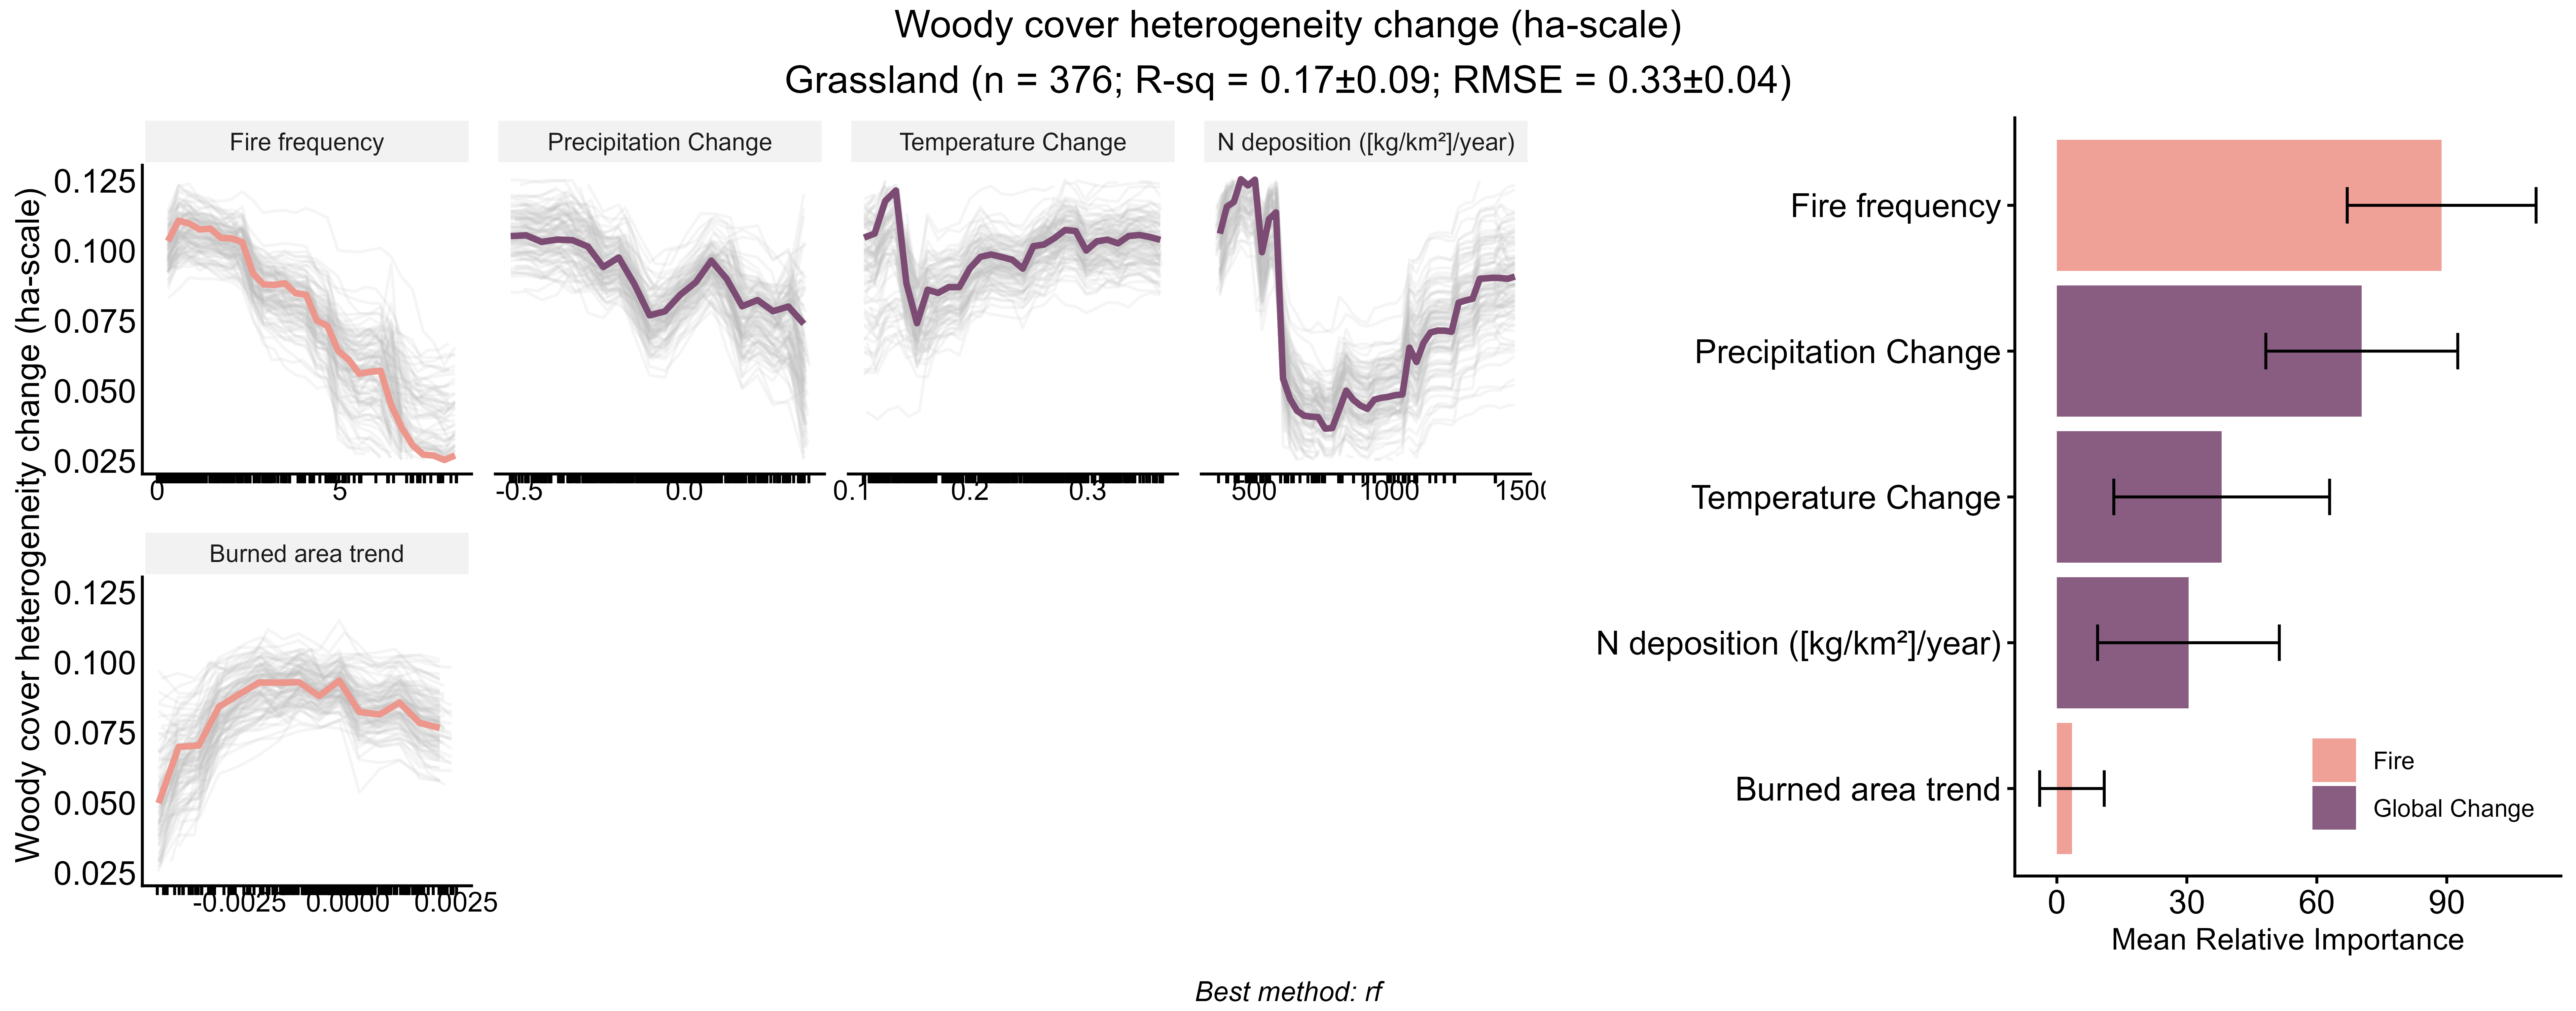 Woody cover heterogeneity change (ha-scale)
Grassland (n = 376; R-sq = 0.17±0.09; RMSE = 0.33±0.04)
Woody cover heterogeneity change (ha-scale)
Fire frequency
Precipitation Change
Temperature Change
N deposition ([kg/km²]/year)
0.125
0.100
0.075
0.050
0.025
0
5
-0.5
0.0
0.1
0.2
0.3
500
1000
1500
Burned area trend
0.125
0.100
0.075
0.050
0.025
-0.0025
0.0000
0.0025
Fire frequency
Precipitation Change
Temperature Change
N deposition ([kg/km²]/year)
Burned area trend
Fire
Global Change
0
30
60
90
Mean Relative Importance
Best method: rf